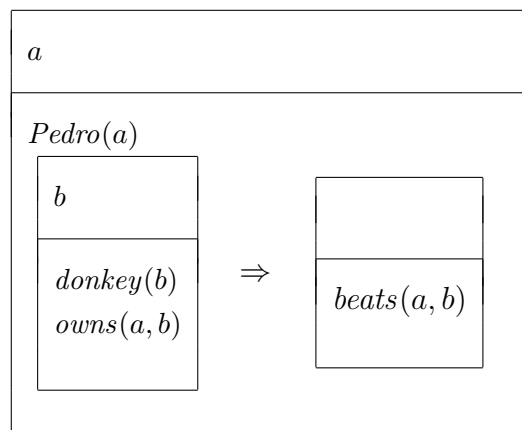 a
Pedro(a)
b
donkey(b)
owns(a, b)
⇒
beats(a, b)